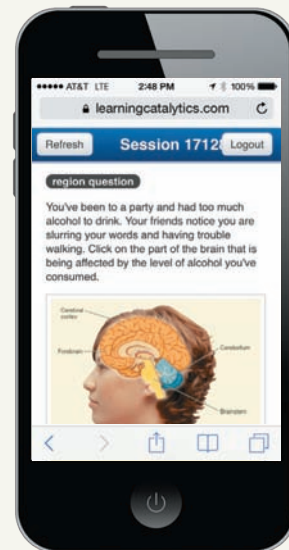 AT&T LTE 2:48 PM 100%
learningcatalytics.com
Refresh Session 17128 Logout
region question
You've been to a party and had too much
alcohol to drink. Your friends notice you are
slurring your words and having trouble
walking. Click on the part of the brain that is
being affected by the level of alcohol you've
consumed.
Cerebral
cortex
Forebrain
Cerebellum
Brainstem